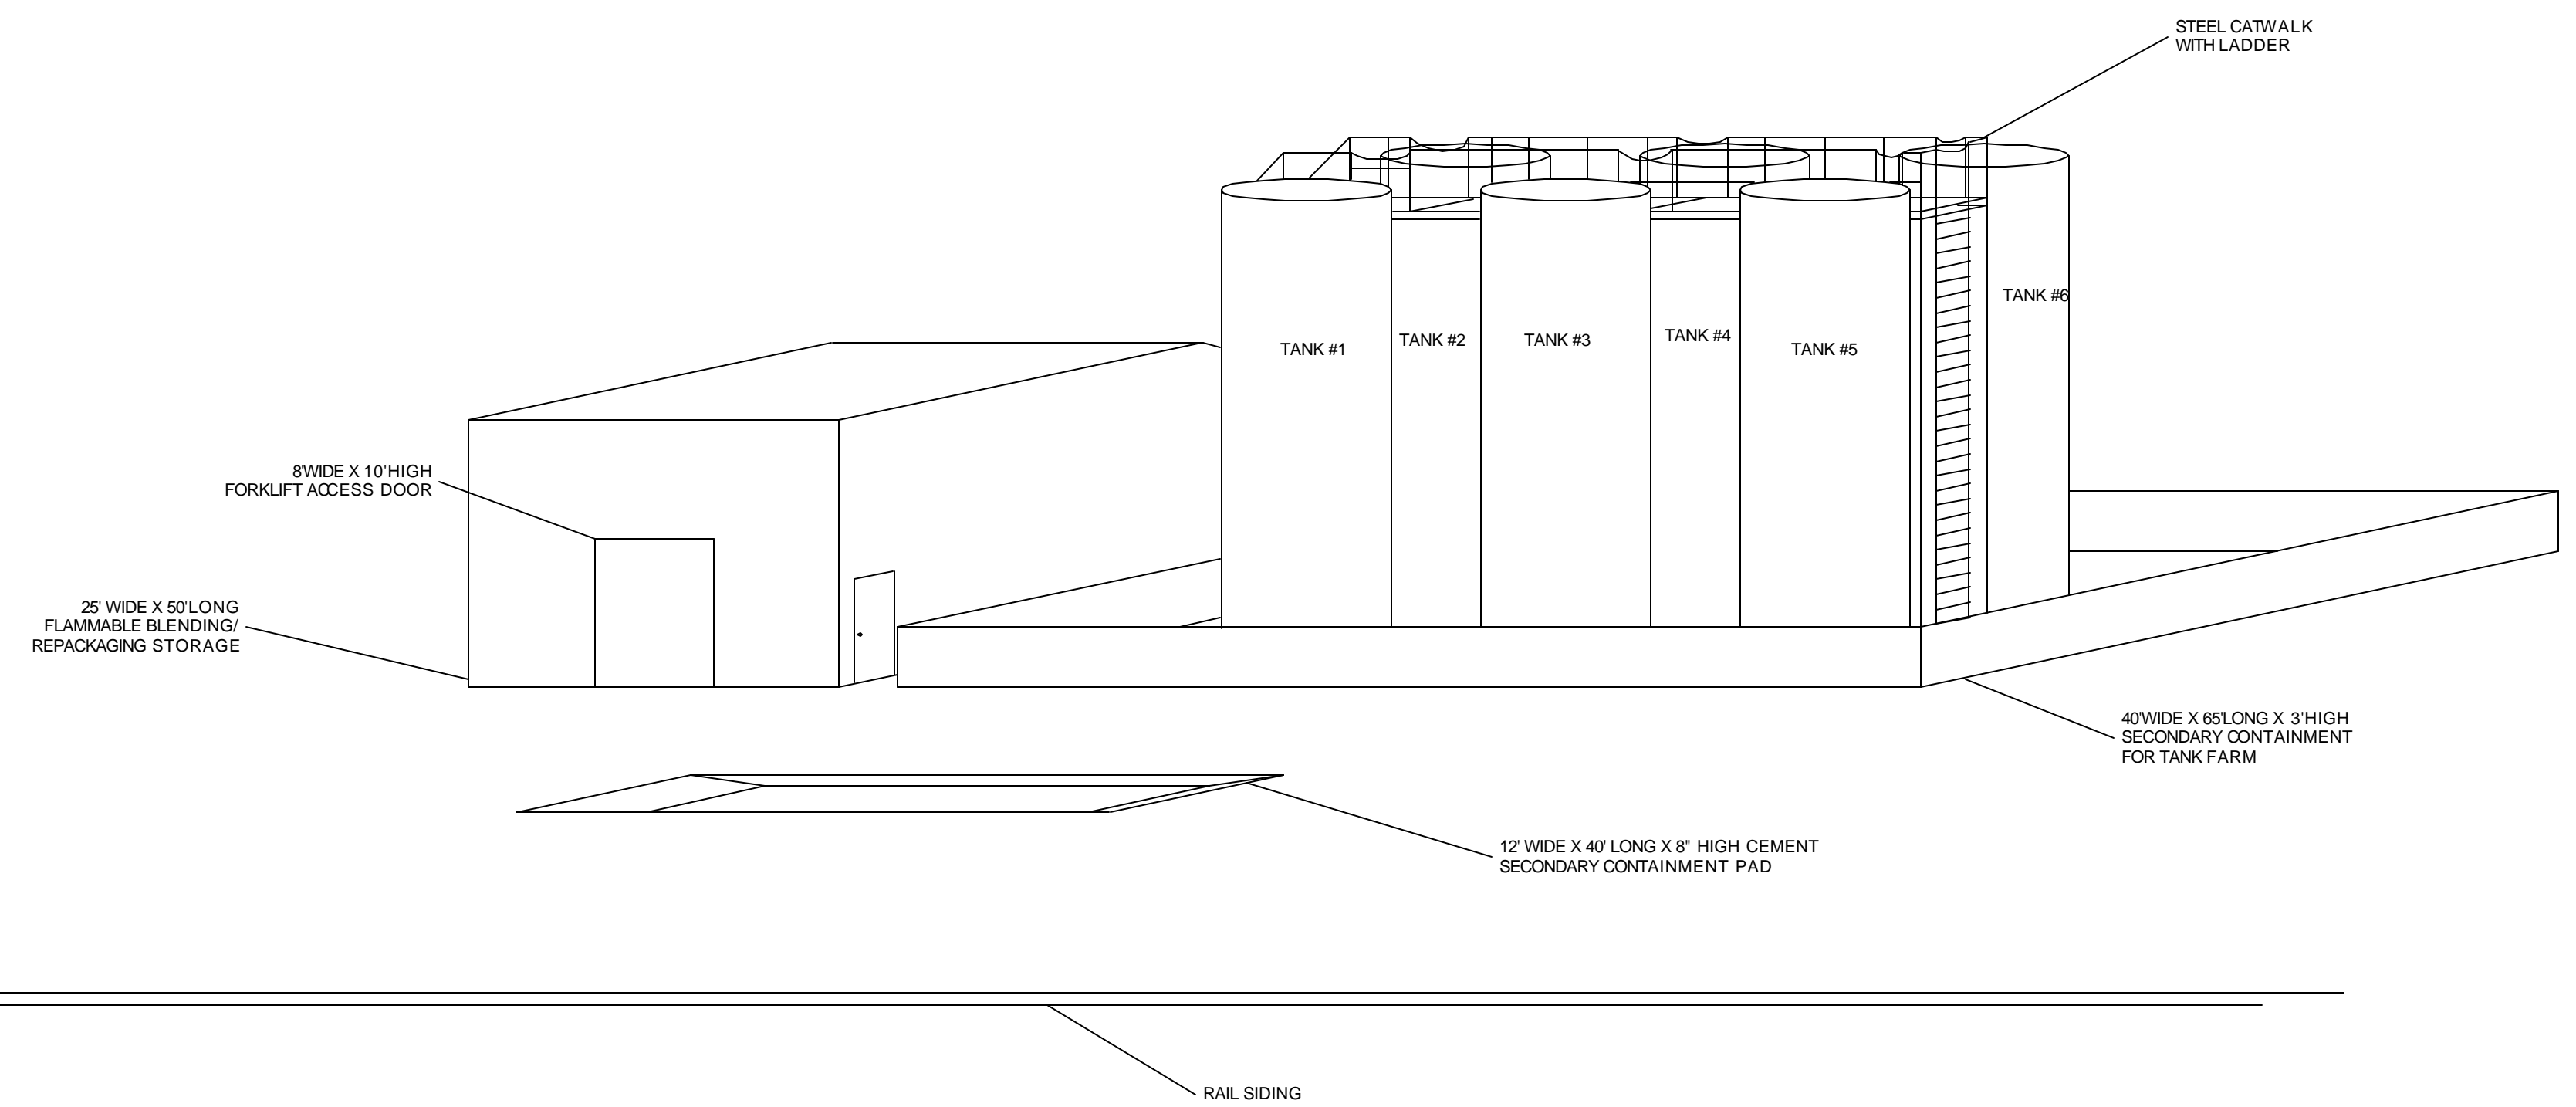 STEEL CATWALK
WITH LADDER
TANK #6
TANK #1
TANK #2
TANK #3
TANK #4
TANK #5
8'WIDE X 10'HIGH
FORKLIFT ACCESS DOOR
25' WIDE X 50'LONG
FLAMMABLE BLENDING/
REPACKAGING STORAGE
40'WIDE X 65'LONG X 3'HIGH
SECONDARY CONTAINMENT
FOR TANK FARM
12' WIDE X 40' LONG X 8" HIGH CEMENT
SECONDARY CONTAINMENT PAD
RAIL SIDING